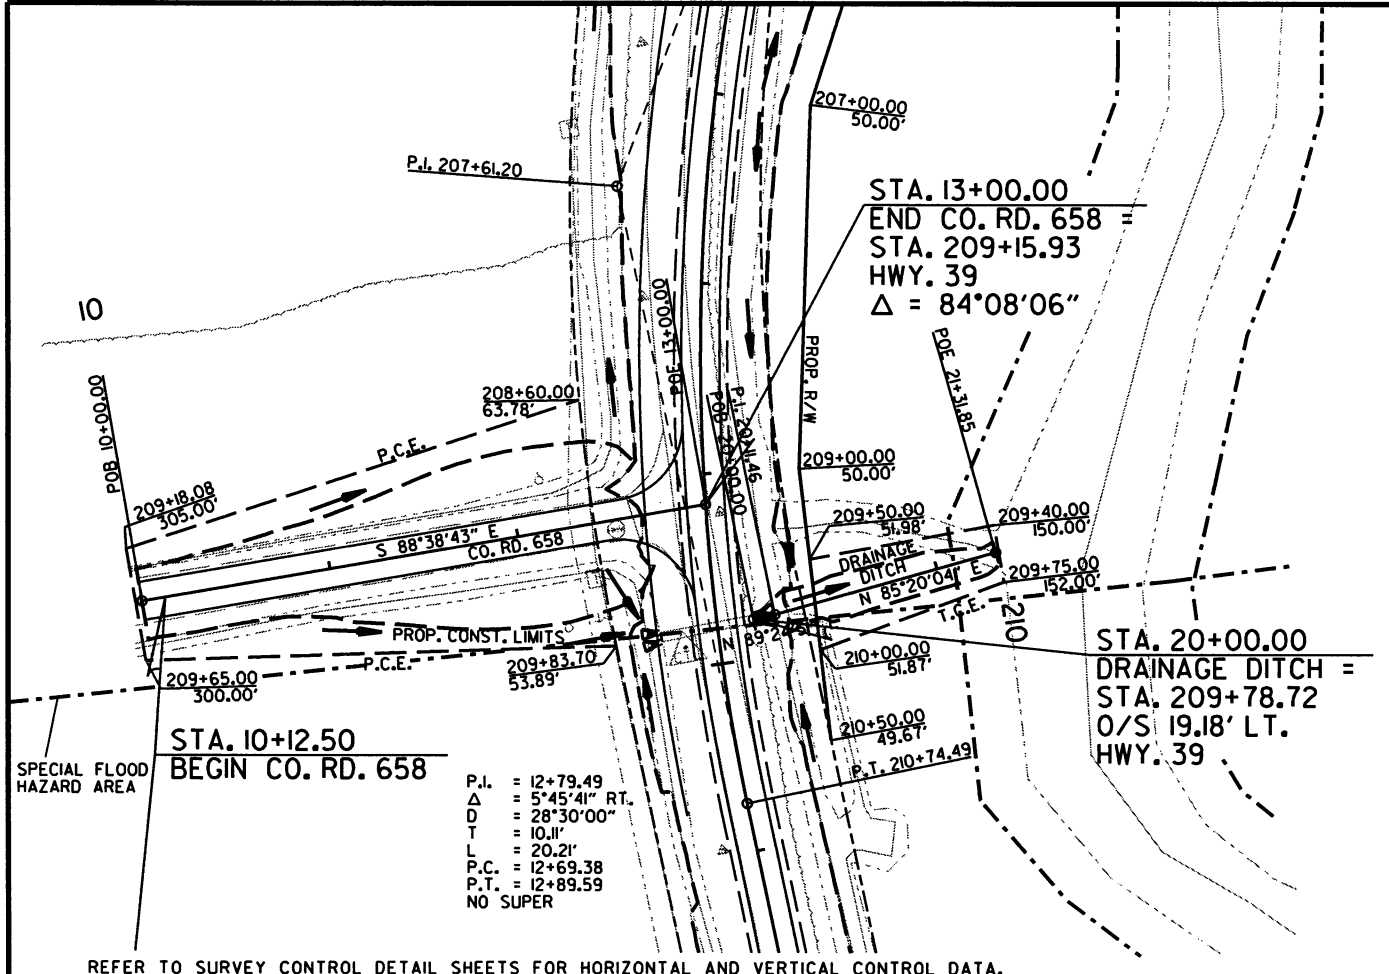 207+00.00
50.00'
P.I. 207+61.20
STA. 13+00.00
END CO. RD. 658 =
STA. 209+15.93
HWY. 39
Δ = 84°08'06"
10
POE 13+00.00
PROP. R/W
POE 21+31.85
POB 10+00.00
208+60.00
63.78'
P.C.E.
P.I. 20+11.46
POB 20+00.00
209+00.00
50.00'
209+18.08
305.00'
209+50.00
51.98'
209+40.00
150.00'
S 88°38'43" E
CO. RD. 658
DRAINAGE
DITCH
N 85°20'04" E
209+75.00
152.00'
T.C.E.
210
PROP. CONST. LIMITS
P.C.E.
209+83.70
53.89'
210+00.00
51.87'
STA. 20+00.00
DRAINAGE DITCH =
STA. 209+78.72
O/S 19.18' LT.
HWY. 39
209+65.00
300.00'
210+50.00
49.67'
P.T. 210+74.49
STA. 10+12.50
BEGIN CO. RD. 658
SPECIAL FLOOD
HAZARD AREA
P.I. = 12+79.49
Δ = 5°45'41" RT.
D = 28°30'00"
T = 10.11'
L = 20.21'
P.C. = 12+69.38
P.T. = 12+89.59
NO SUPER
REFER TO SURVEY CONTROL DETAIL SHEETS FOR HORIZONTAL AND VERTICAL CONTROL DATA.